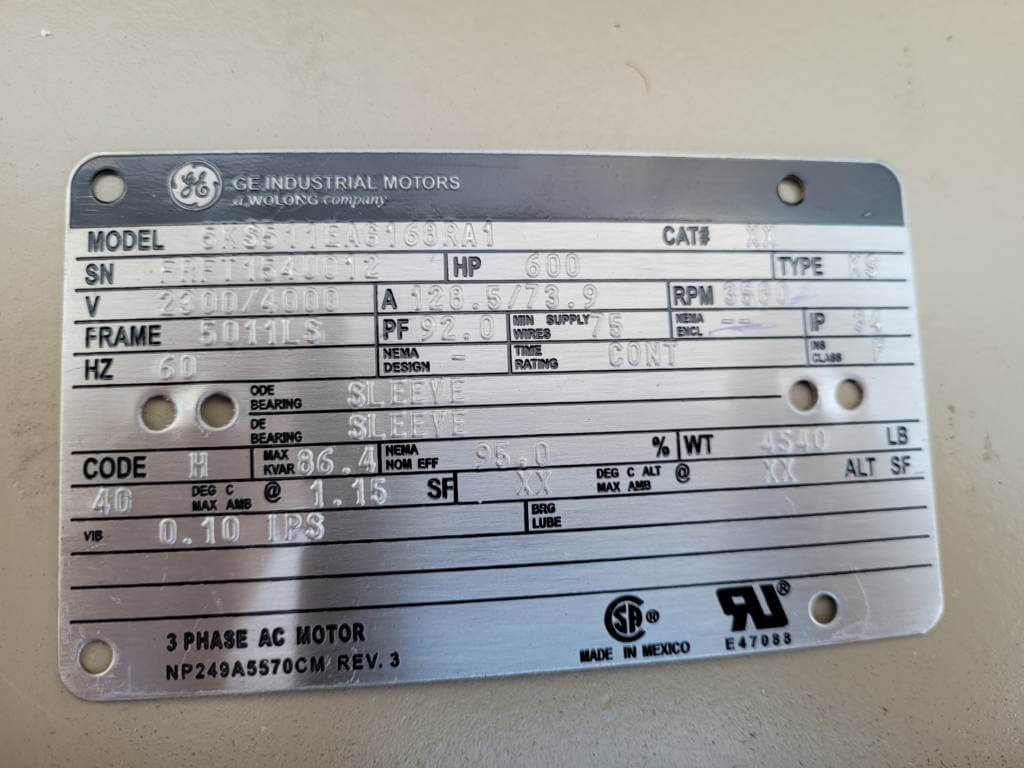 GE INDUSTRIAL MOTORS
a WOLONG company
MODEL 5KS511EAG168RA1 CAT# XX
SN HP 600 TYPE KS
V 2300/4000 A 128.5/73.9 RPM
FRAME 5011LS PF 92.0 MIN SUPPLY WIRES 75 NEMA ENCL -- IP
HZ 60 NEMA DESIGN - TIME RATING CONT INS CLASS F
ODE BEARING SLEEVE
DE BEARING SLEEVE
CODE H MAX KVAR 86.4 NEMA NOM EFF 95.0 % WT 4540 LB
40 DEG C MAX AMB @ 1.15 SF XX DEG C ALT MAX AMB @ XX ALT SF
VIB 0.10 IPS BRG LUBE
3 PHASE AC MOTOR
NP249A5570CM REV. 3
GE
SA ®
MADE IN MEXICO
RU ®
E47088